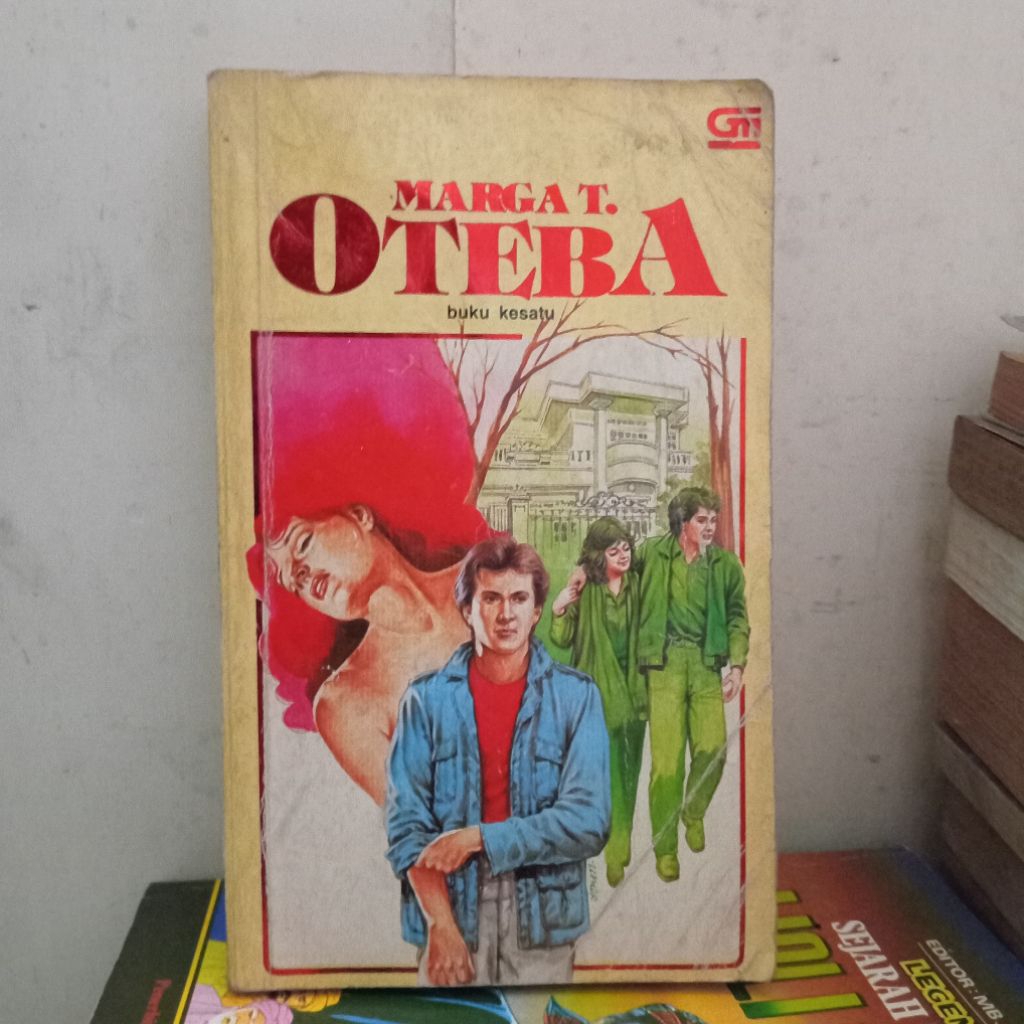 GM
MARGA T.
OTEBA
buku kesatu
SEJARAH
EDITOR: MB.